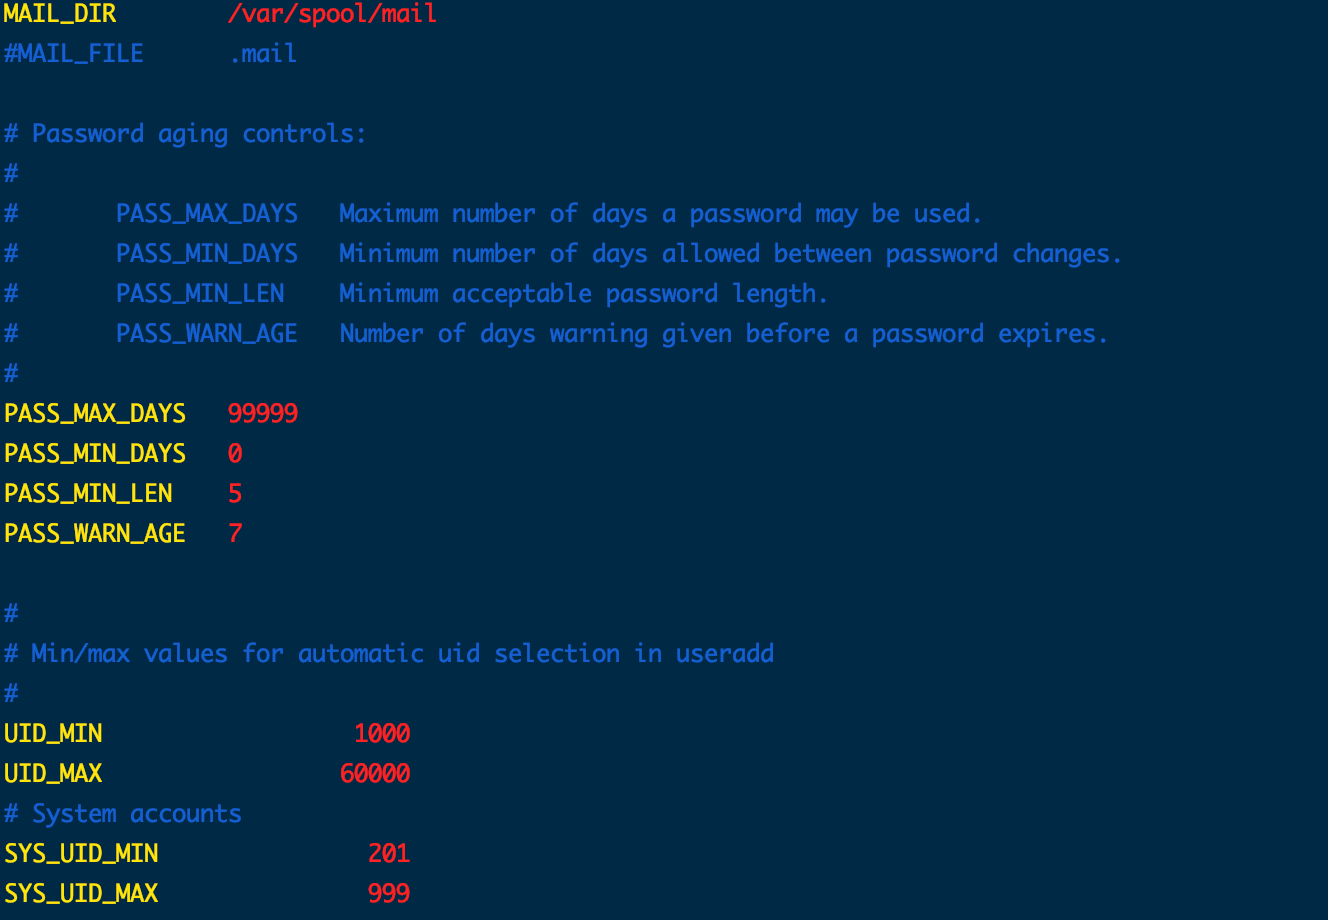 MAIL_DIR        /var/spool/mail
#MAIL_FILE      .mail
# Password aging controls:
#
#       PASS_MAX_DAYS   Maximum number of days a password may be used.
#       PASS_MIN_DAYS   Minimum number of days allowed between password changes.
#       PASS_MIN_LEN    Minimum acceptable password length.
#       PASS_WARN_AGE   Number of days warning given before a password expires.
#
PASS_MAX_DAYS   99999
PASS_MIN_DAYS   0
PASS_MIN_LEN    5
PASS_WARN_AGE   7
#
# Min/max values for automatic uid selection in useradd
#
UID_MIN                  1000
UID_MAX                 60000
# System accounts
SYS_UID_MIN               201
SYS_UID_MAX               999